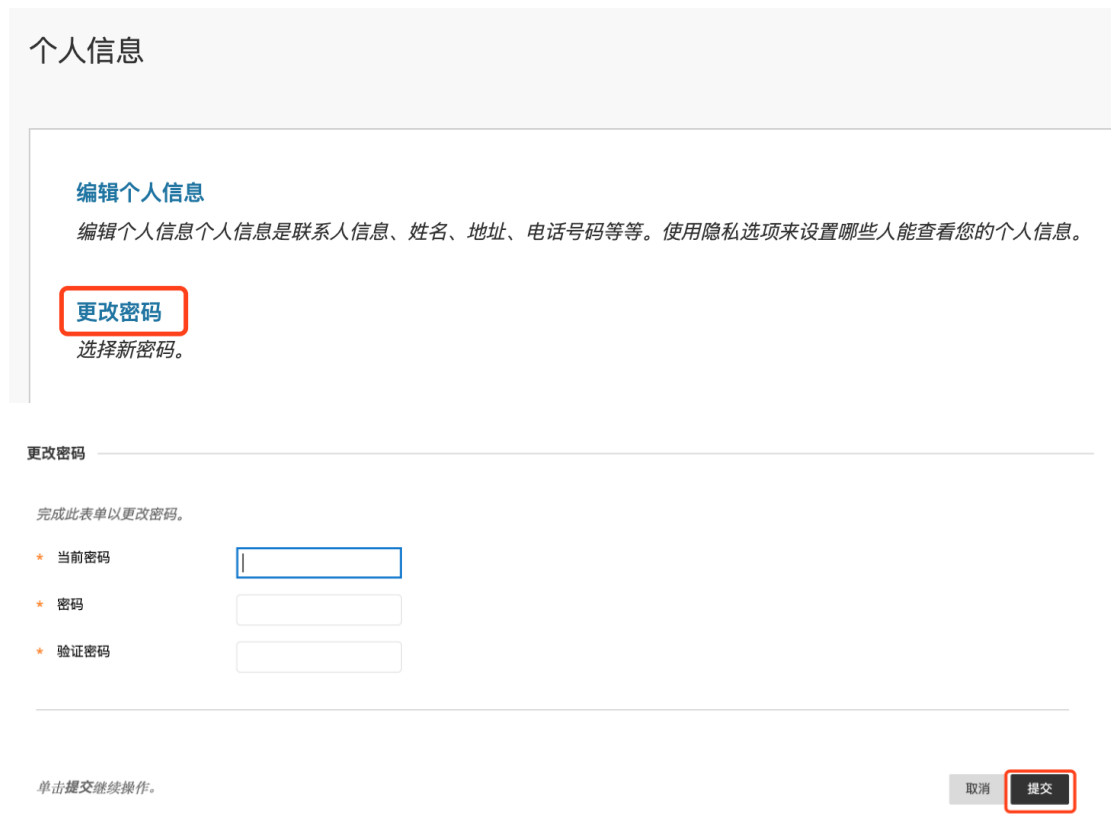 个人信息
编辑个人信息
编辑个人信息个人信息是联系人信息、姓名、地址、电话号码等等。使用隐私选项来设置哪些人能查看您的个人信息。
更改密码
选择新密码。
更改密码
完成此表单以更改密码。
* 当前密码
* 密码
* 验证密码
单击提交继续操作。
取消 提交